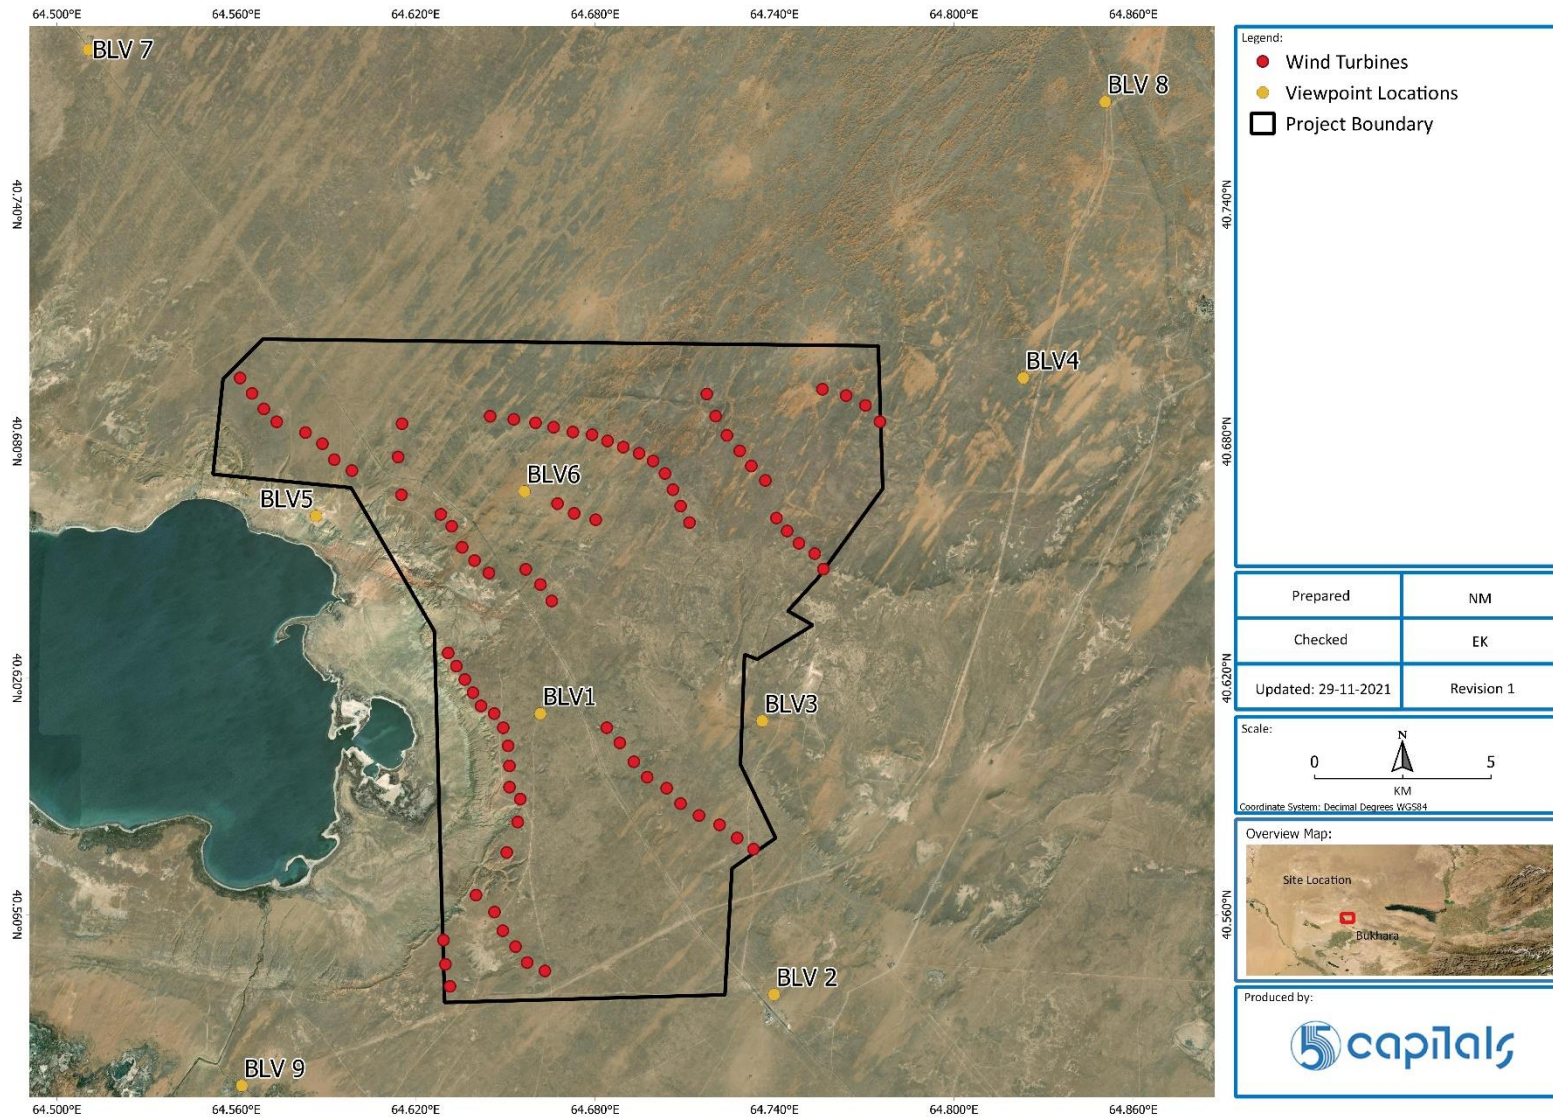 64.500°E 64.560°E 64.620°E 64.680°E 64.740°E 64.800°E 64.860°E
BLV 7
BLV 8
40.740°N 40.740°N
BLV4
40.680°N 40.680°N
BLV6
BLV5
40.620°N 40.620°N
BLV1
BLV3
40.560°N 40.560°N
BLV 2
BLV 9
64.500°E 64.560°E 64.620°E 64.680°E 64.740°E 64.800°E 64.860°E
Legend:
Wind Turbines
Viewpoint Locations
Project Boundary
Prepared NM
Checked EK
Updated: 29-11-2021 Revision 1
Scale:
N
0 5
KM
Coordinate System: Decimal Degrees WGS84
Overview Map:
Site Location
Bukhara
Produced by:
5 capitals